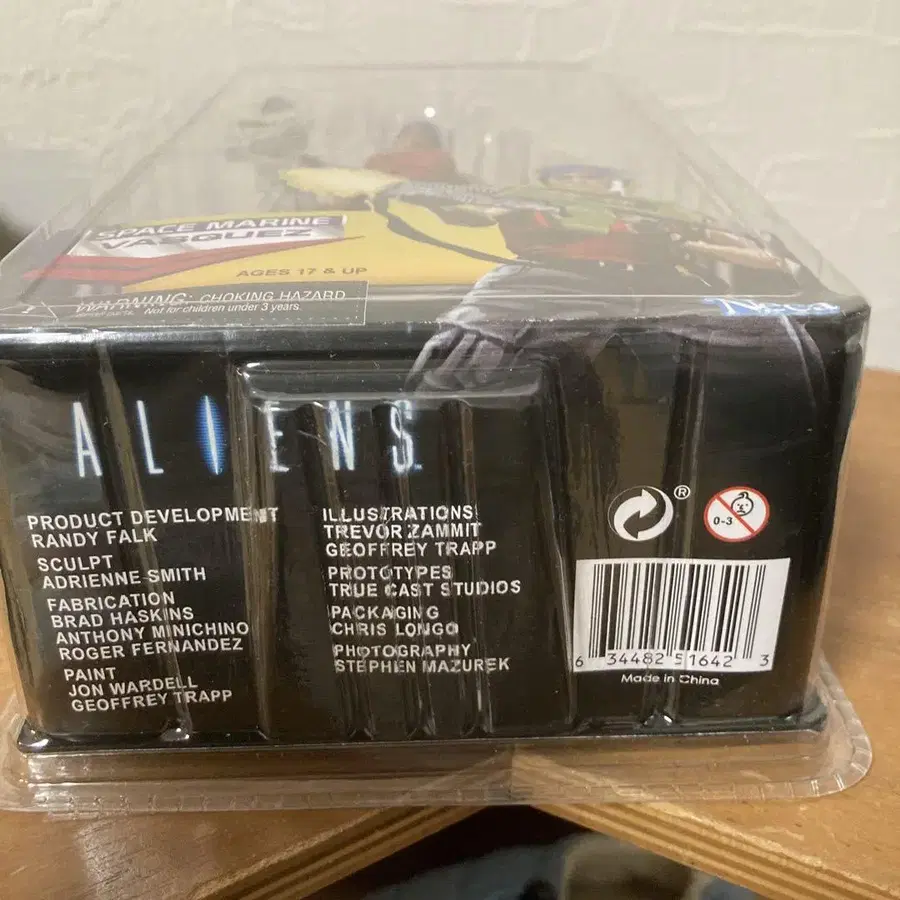 SPACE MARINE
VASQUEZ
AGES 17 & UP
WARNING: CHOKING HAZARD
Small parts. Not for children under 3 years.
Neca
ALIENS
PRODUCT DEVELOPMENT
RANDY FALK
SCULPT
ADRIENNE SMITH
FABRICATION
BRAD HASKINS
ANTHONY MINICHINO
ROGER FERNANDEZ
PAINT
JON WARDELL
GEOFFREY TRAPP
ILLUSTRATIONS
TREVOR ZAMMIT
GEOFFREY TRAPP
PROTOTYPES
TRUE CAST STUDIOS
PACKAGING
CHRIS LONGO
PHOTOGRAPHY
STEPHEN MAZUREK
®
0-3
6 34482 51642 3
Made in China